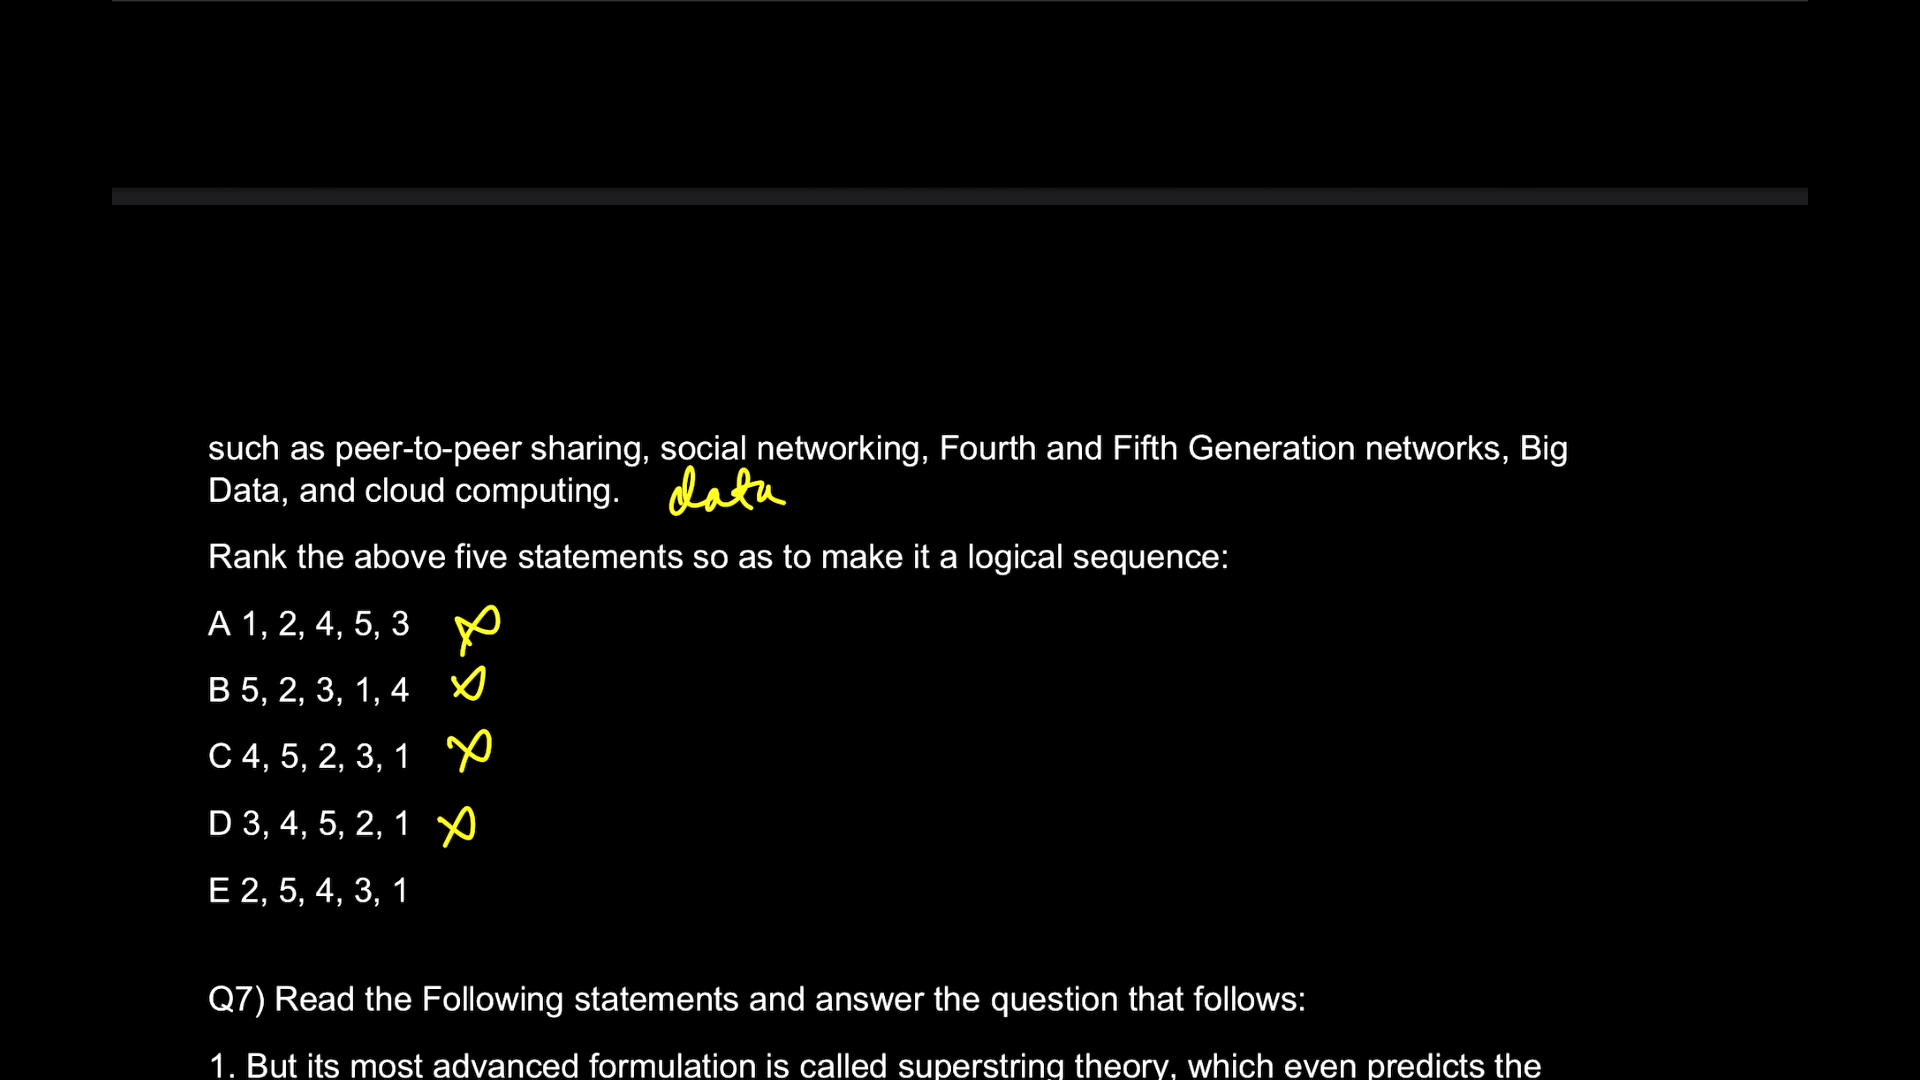 such as peer-to-peer sharing, social networking, Fourth and Fifth Generation networks, Big
Data, and cloud computing.
data
Rank the above five statements so as to make it a logical sequence:
A 1, 2, 4, 5, 3
B 5, 2, 3, 1, 4
C 4, 5, 2, 3, 1
D 3, 4, 5, 2, 1
E 2, 5, 4, 3, 1
Q7) Read the Following statements and answer the question that follows:
1. But its most advanced formulation is called superstring theory, which even predicts the